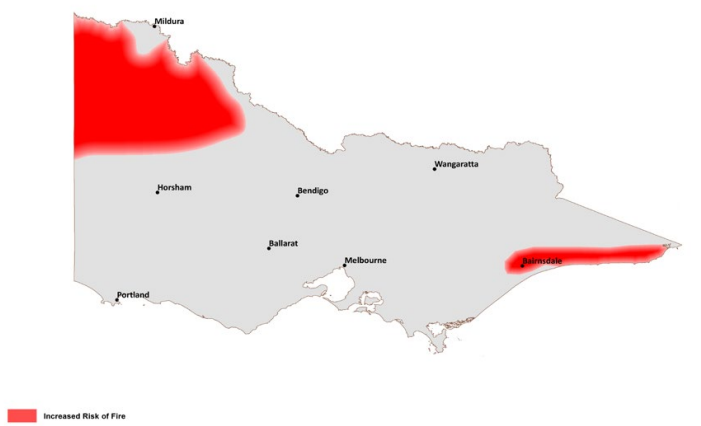 Mildura
Wangaratta
Horsham
Bendigo
Ballarat
Melbourne
Bairnsdale
Portland
Increased Risk of Fire